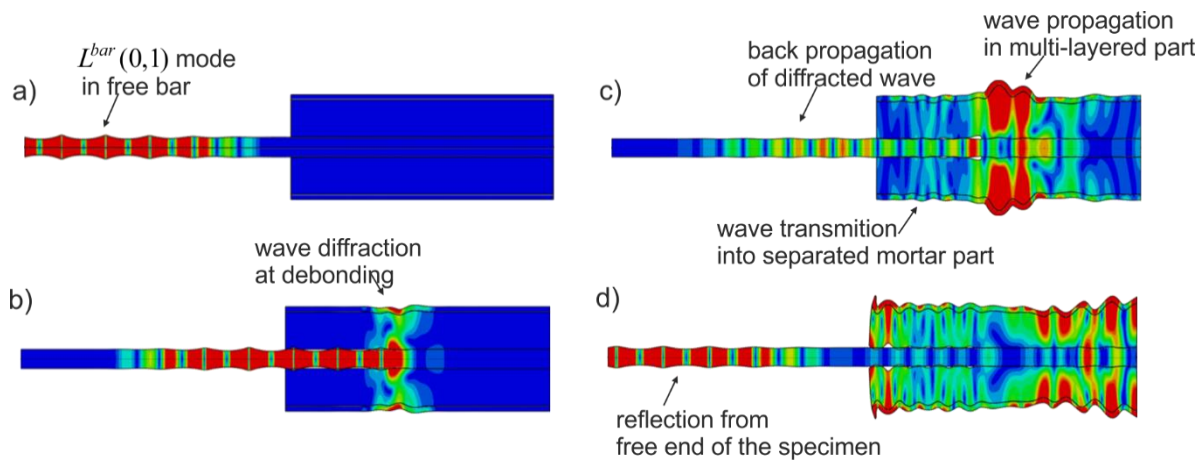 a)
L^{bar}(0,1) mode
in free bar
b)
wave diffraction
at debonding
c)
back propagation
of diffracted wave
wave propagation
in multi-layered part
wave transmition
into separated mortar part
d)
reflection from
free end of the specimen